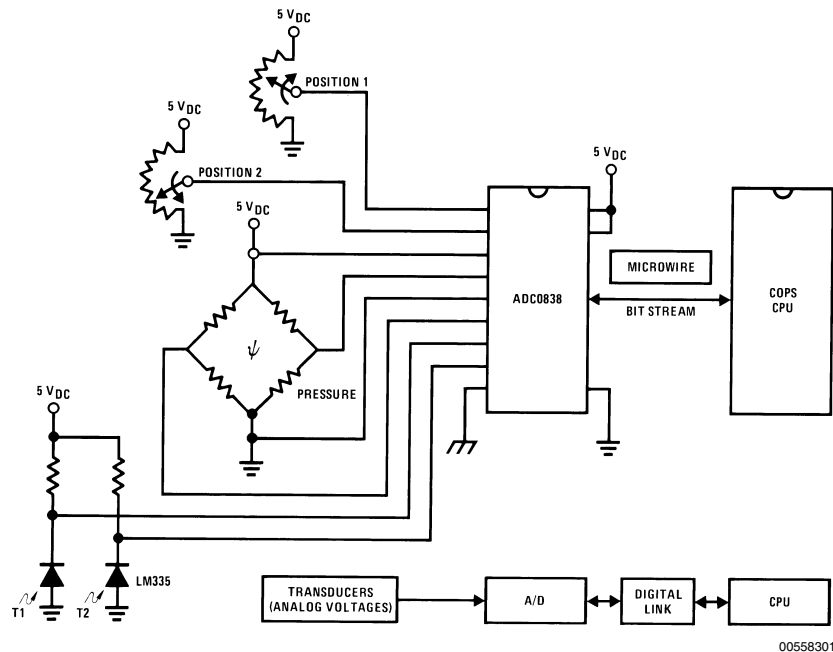 5 VDC
POSITION 1
5 VDC
POSITION 2
5 VDC
5 VDC
MICROWIRE
ADC0838
BIT STREAM
COPS
CPU
ψ
PRESSURE
5 VDC
LM335
T1
T2
TRANSDUCERS
(ANALOG VOLTAGES)
A/D
DIGITAL
LINK
CPU
00558301